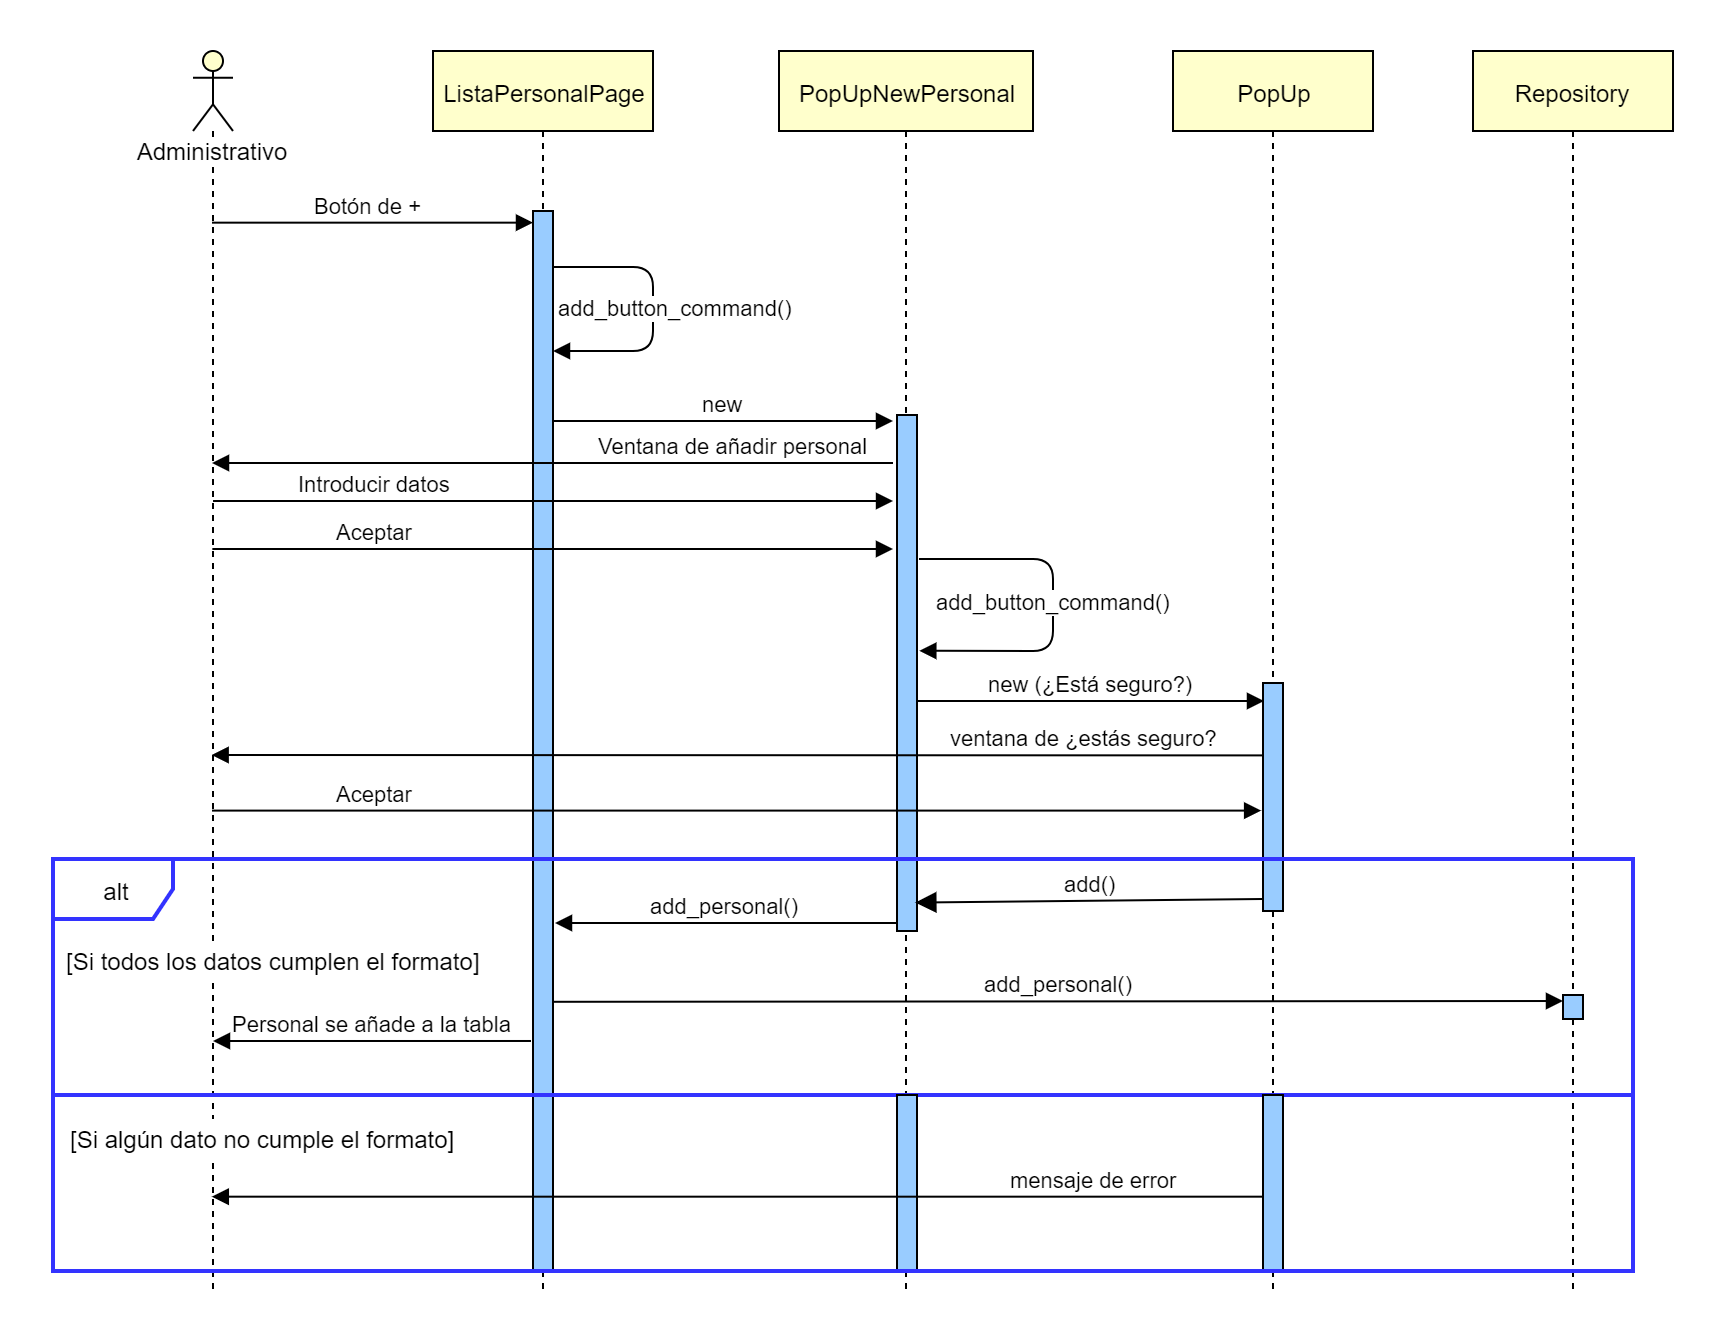 ListaPersonalPage
PopUpNewPersonal
PopUp
Repository
Administrativo
Botón de +
add_button_command()
new
Ventana de añadir personal
Introducir datos
Aceptar
add_button_command()
new (¿Está seguro?)
ventana de ¿estás seguro?
Aceptar
alt
add()
add_personal()
[Si todos los datos cumplen el formato]
add_personal()
Personal se añade a la tabla
[Si algún dato no cumple el formato]
mensaje de error